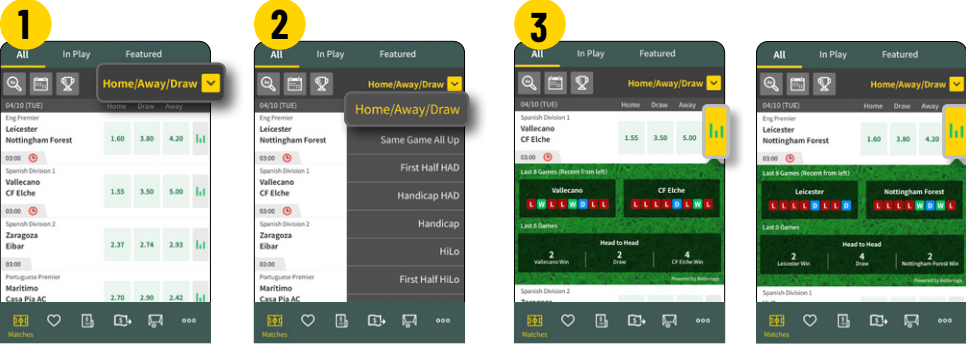 1
All In Play Featured
Home/Away/Draw
04/10 (TUE) Home Draw Away
Eng Premier
Leicester
Nottingham Forest
1.60 3.80 4.20
03:00
Spanish Division 1
Vallecano
CF Elche
1.55 3.50 5.00
03:00
Spanish Division 2
Zaragoza
Eibar
2.37 2.74 2.93
03:00
Portuguese Premier
Maritimo
Casa Pia AC
2.70 2.90 2.42
Matches
2
All In Play Featured
Home/Away/Draw
04/10 (TUE)
Home/Away/Draw
Eng Premier
Leicester
Nottingham Forest
03:00
Spanish Division 1
Vallecano
CF Elche
03:00
Spanish Division 2
Zaragoza
Eibar
03:00
Portuguese Premier
Maritimo
Casa Pia AC
Same Game All Up
First Half HAD
Handicap HAD
Handicap
HiLo
First Half HiLo
Matches
3
All In Play Featured
Home/Away/Draw
04/10 (TUE) Home Draw Away
Spanish Division 1
Vallecano
CF Elche
1.55 3.50 5.00
03:00
Last 8 Games (Recent from left)
Vallecano CF Elche
L W L L W D L L L L L L D L W L
Last 8 Games
Head to Head
2 2 4
Vallecano Win Draw CF Elche Win
Powered by Betterlogic
Spanish Division 2
Zaragoza
Matches
All In Play Featured
Home/Away/Draw
04/10 (TUE) Home Draw Away
Eng Premier
Leicester
Nottingham Forest
1.60 3.80 4.20
03:00
Last 8 Games (Recent from left)
Leicester Nottingham Forest
L L L L D L L D L L L L W D W L
Last 8 Games
Head to Head
2 4 2
Leicester Win Draw Nottingham Forest Win
Spanish Division 1
Matches